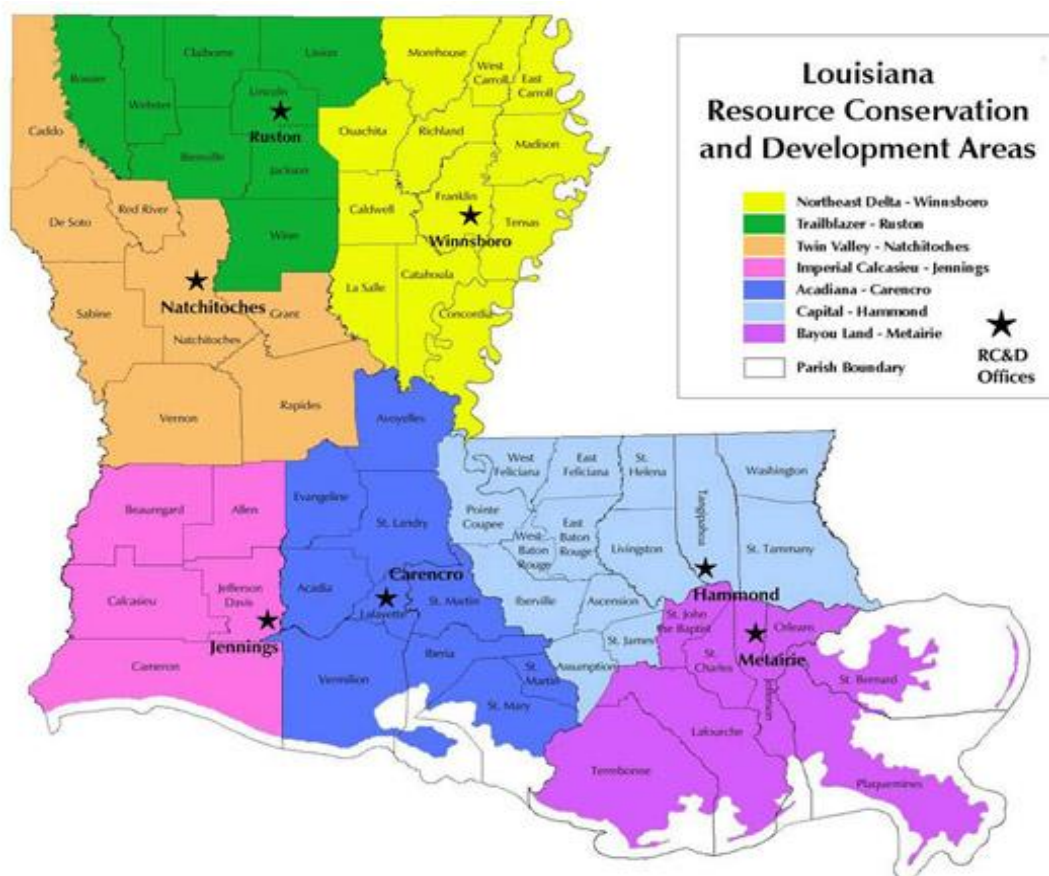 Louisiana
Resource Conservation
and Development Areas
Northeast Delta - Winnsboro
Trailblazer - Ruston
Twin Valley - Natchitoches
Imperial Calcasieu - Jennings
Acadiana - Carencro
Capital - Hammond
Bayou Land - Metairie
Parish Boundary
RC&D
Offices
Caddo
Bossier
Webster
Claiborne
Union
Lincoln
Ruston
Bienville
Jackson
Winn
Morehouse
West
Carroll
East
Carroll
Ouachita
Richland
Madison
Caldwell
Franklin
Winnsboro
Tensas
La Salle
Catahoula
Concordia
De Soto
Red River
Natchitoches
Sabine
Natchitoches
Grant
Vernon
Rapides
Avoyelles
Beauregard
Allen
Calcasieu
Jefferson
Davis
Jennings
Cameron
Evangeline
St. Landry
Carencro
Acadia
Lafayette
St. Martin
Iberia
Vermilion
St.
Martin
St. Mary
West
Feliciana
East
Feliciana
St.
Helena
Tangipahoa
Washington
Pointe
Coupee
West
Baton
Rouge
East
Baton
Rouge
Livingston
St. Tammany
Hammond
Iberville
Ascension
St. James
Assumption
St. John
the Baptist
Orleans
Metairie
St.
Charles
Jefferson
St. Bernard
Lafourche
Terrebonne
Plaquemines